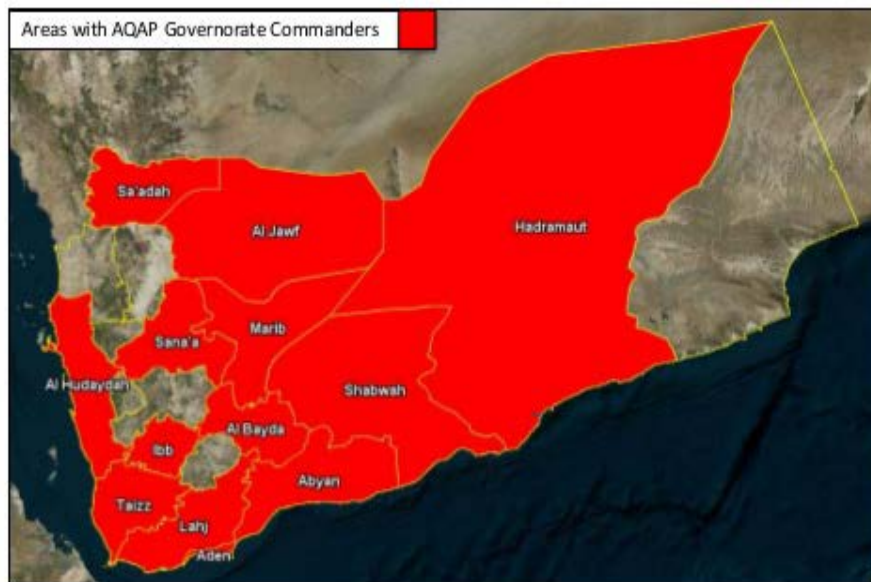 Areas with AQAP Governorate Commanders
Sa'adah
Al Jawf
Hadramaut
Marib
Sana'a
Al Hudaydah
Shabwah
Al Bayda
Ibb
Abyan
Taizz
Lahj
Aden